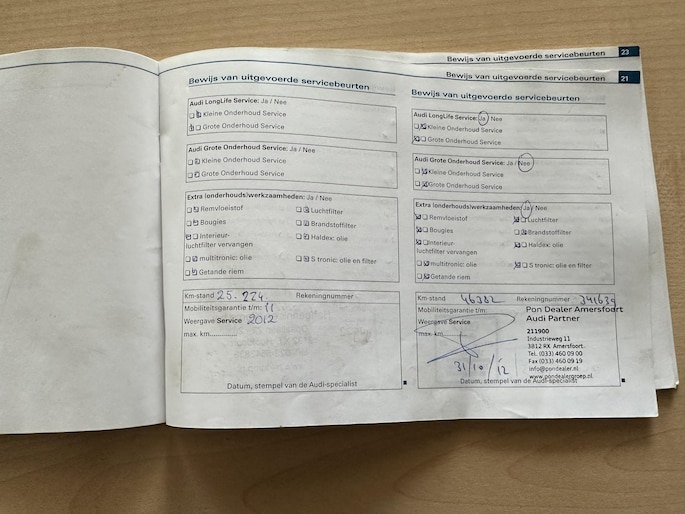 Bewijs van uitgevoerde servicebeurten 23
Bewijs van uitgevoerde servicebeurten 21
Bewijs van uitgevoerde servicebeurten
Audi LongLife Service: Ja / Nee
Kleine Onderhoud Service
Grote Onderhoud Service
Audi Grote Onderhoud Service: Ja / Nee
Kleine Onderhoud Service
Grote Onderhoud Service
Extra (onderhouds)werkzaamheden: Ja / Nee
Remvloeistof Luchtfilter
Bougies Brandstoffilter
Interieur- Haldex: olie
luchtfilter vervangen
multitronic: olie S tronic: olie en filter
Getande riem
Km-stand 25-224 Rekeningnummer
Mobiliteitsgarantie t/m: 11
Weergave Service 2012
max. km..............
Datum, stempel van de Audi-specialist
Bewijs van uitgevoerde servicebeurten
Audi LongLife Service: Ja / Nee
Kleine Onderhoud Service
Grote Onderhoud Service
Audi Grote Onderhoud Service: Ja / Nee
Kleine Onderhoud Service
Grote Onderhoud Service
Extra (onderhouds)werkzaamheden: Ja / Nee
Remvloeistof Luchtfilter
Bougies Brandstoffilter
Interieur- Haldex: olie
luchtfilter vervangen
multitronic: olie S tronic: olie en filter
Getande riem
Km-stand 46382 Rekeningnummer 341639
Mobiliteitsgarantie t/m: Pon Dealer Amersfoort
Weergave Service Audi Partner
max. km..... 211900
Industrieweg 11
3812 RX Amersfoort
Tel. (033) 460 09 00
Fax (033) 460 09 19
31/10/12 info@pondealer.nl
www.pondealergroep.nl
Datum, stempel van de Audi-specialist